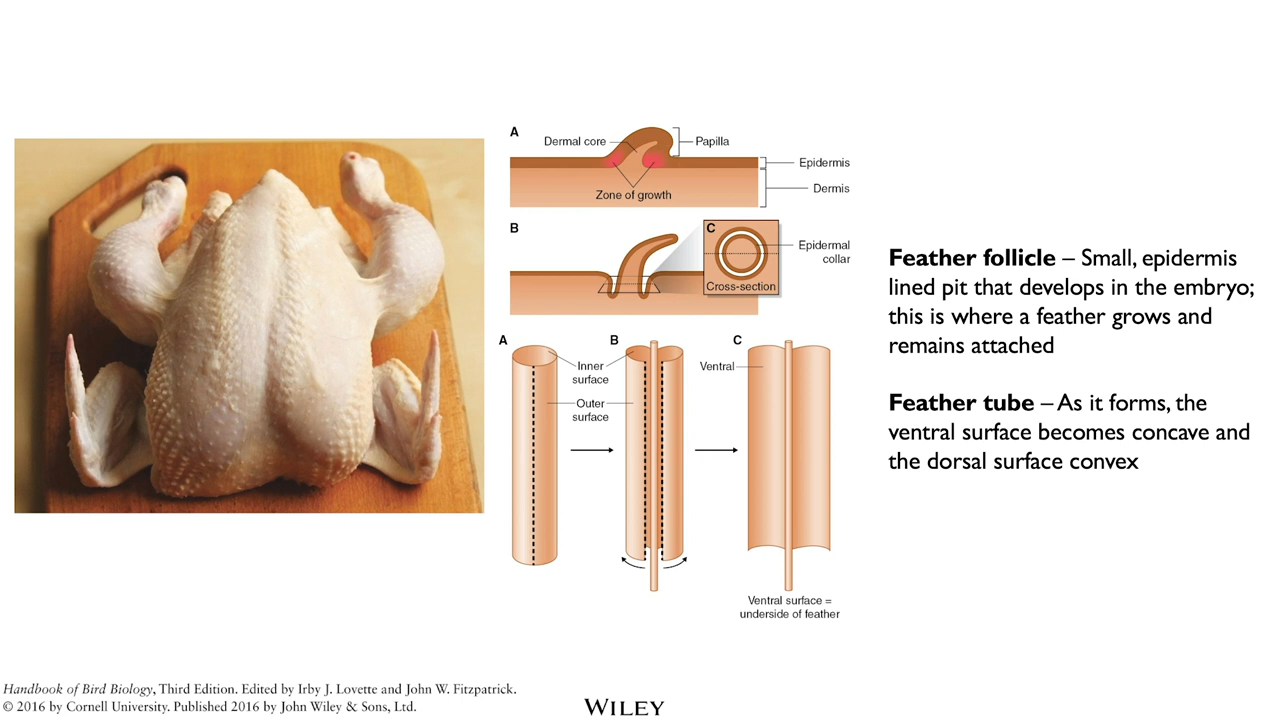 A
Dermal core
Papilla
Epidermis
Zone of growth
Dermis
B
C
Epidermal
collar
Cross-section
A
B
C
Inner
surface
Outer
surface
Ventral
Ventral surface =
underside of feather
Feather follicle – Small, epidermis
lined pit that develops in the embryo;
this is where a feather grows and
remains attached
Feather tube – As it forms, the
ventral surface becomes concave and
the dorsal surface convex
Handbook of Bird Biology, Third Edition. Edited by Irby J. Lovette and John W. Fitzpatrick.
© 2016 by Cornell University. Published 2016 by John Wiley & Sons, Ltd.
WILEY